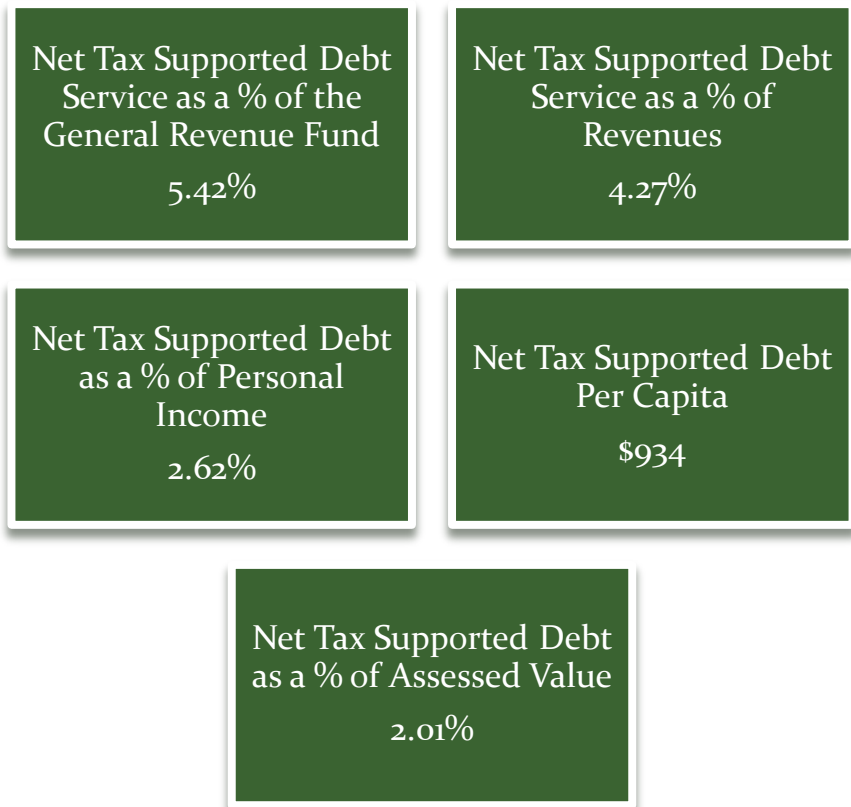 Net Tax Supported Debt
Service as a % of the
General Revenue Fund
5.42%
Net Tax Supported Debt
Service as a % of
Revenues
4.27%
Net Tax Supported Debt
as a % of Personal
Income
2.62%
Net Tax Supported Debt
Per Capita
$934
Net Tax Supported Debt
as a % of Assessed Value
2.01%